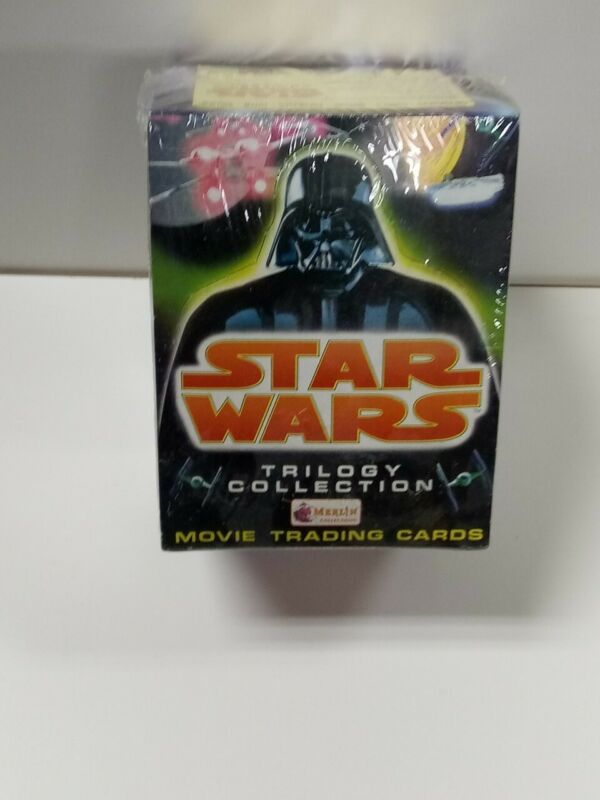 STAR
WARS
TRILOGY
COLLECTION
MERLIN
MOVIE TRADING CARDS